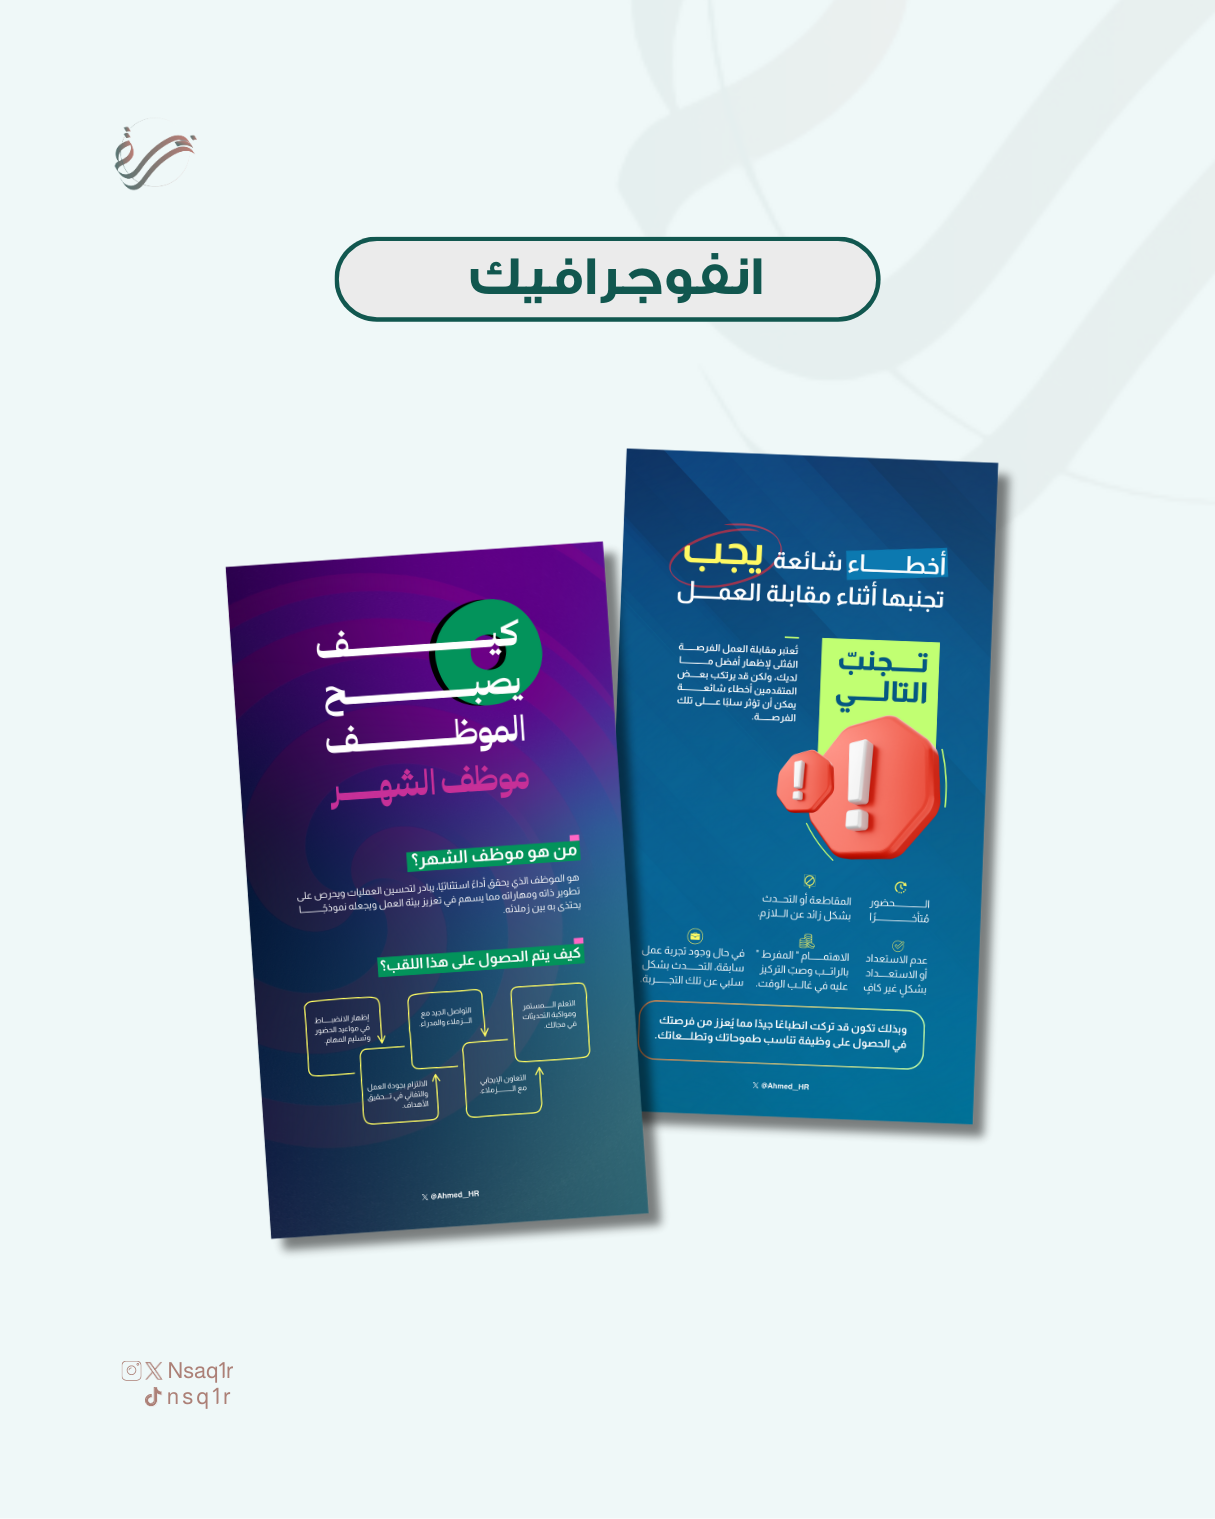 انفوجرافيك
أخطاء شائعة يجب
تجنبها أثناء مقابلة العمل
تجنبّ
التالي
تُعتبر مقابلة العمل الفرصة
المُثلى لإظهار أفضل ما
لديك، ولكن قد يرتكب بعض
المتقدمين أخطاء شائعة
يمكن أن تؤثر سلبًا على تلك
الفرصة.
الحضور
مُتأخرًا
المقاطعة أو التحدث
بشكل زائد عن اللازم.
عدم الاستعداد
أو الاستعداد
بشكلٍ غير كافٍ
الاهتمام " المفرط "
بالراتب وصبّ التركيز
عليه في غالب الوقت.
في حال وجود تجربة عمل
سابقة، التحدث بشكل
سلبي عن تلك التجربة.
وبذلك تكون قد تركت انطباعًا جيدًا مما يُعزز من فرصتك
في الحصول على وظيفة تناسب طموحاتك وتطلعاتك.
X @Ahmed_HR
كيف
يصبح
الموظف
موظف الشهر
من هو موظف الشهر؟
هو الموظف الذي يحقق أداءً استثنائيًا، يبادر لتحسين العمليات ويحرص على
تطوير ذاته ومهاراته مما يسهم في تعزيز بيئة العمل ويجعله نموذجًا
يحتذى به بين زملائه.
كيف يتم الحصول على هذا اللقب؟
التعلم المستمر
ومواكبة التحديثات
في مجالك.
التعاون الإيجابي
مع الزملاء.
التواصل الجيد مع
الزملاء والمدراء.
الالتزام بجودة العمل
والتفاني في تحقيق
الأهداف.
إظهار الانضباط
في مواعيد الحضور
وتسليم المهام.
X @Ahmed_HR
X Nsaq1r
nsq1r